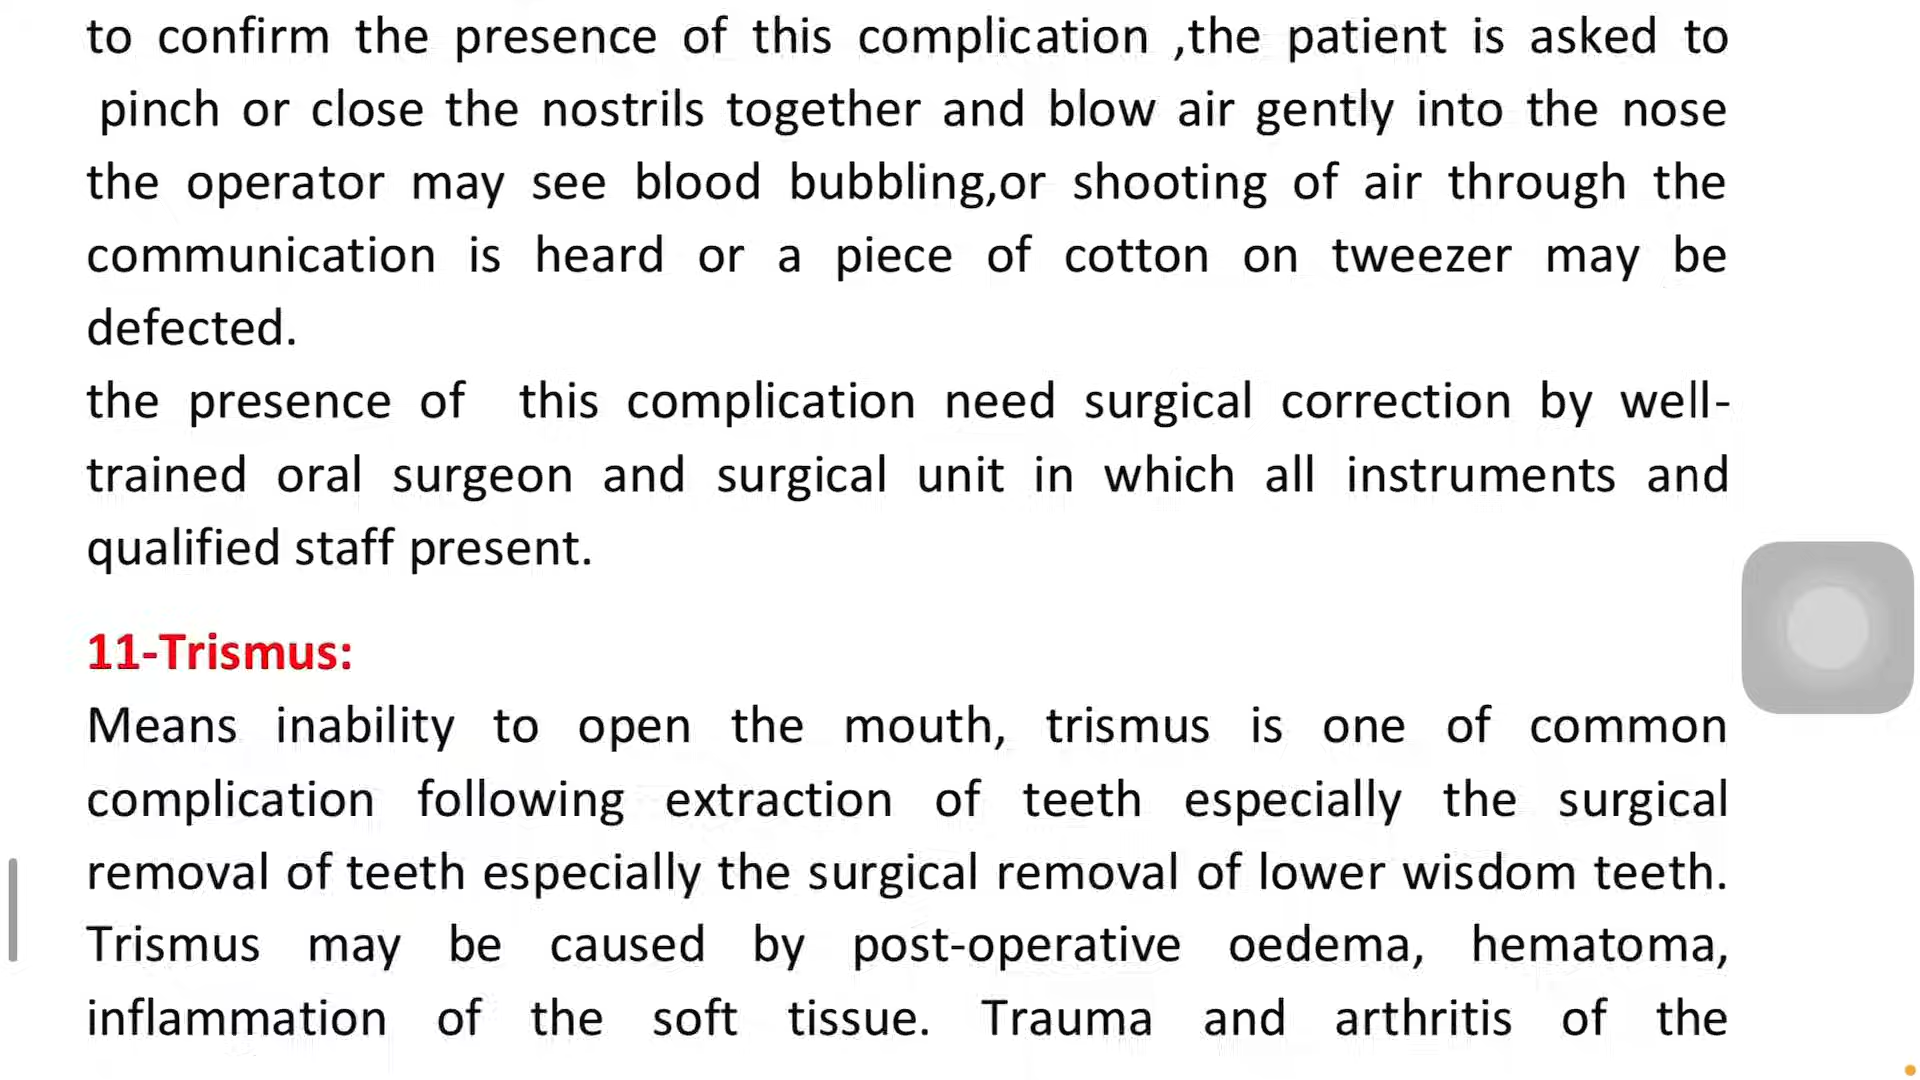 to confirm the presence of this complication ,the patient is asked to
pinch or close the nostrils together and blow air gently into the nose
the operator may see blood bubbling,or shooting of air through the
communication is heard or a piece of cotton on tweezer may be
defected.
the presence of this complication need surgical correction by well-
trained oral surgeon and surgical unit in which all instruments and
qualified staff present.
11-Trismus:
Means inability to open the mouth, trismus is one of common
complication following extraction of teeth especially the surgical
removal of teeth especially the surgical removal of lower wisdom teeth.
Trismus may be caused by post-operative oedema, hematoma,
inflammation of the soft tissue. Trauma and arthritis of the